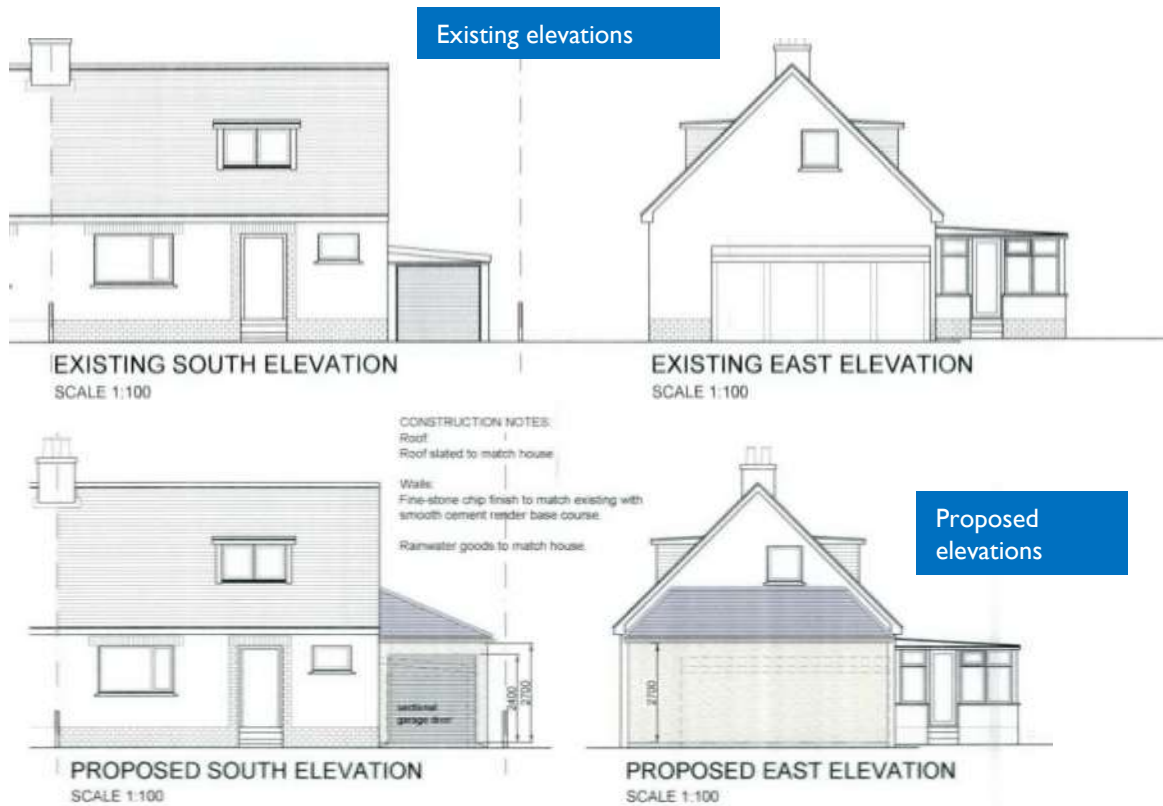 Existing elevations
EXISTING SOUTH ELEVATION
SCALE 1:100
EXISTING EAST ELEVATION
SCALE 1:100
CONSTRUCTION NOTES:
Roof:
Roof slated to match house
Walls:
Fine-stone chip finish to match existing with
smooth cement render base course.
Rainwater goods to match house.
Proposed
elevations
sectional
garage door
2400
2700
2700
PROPOSED SOUTH ELEVATION
SCALE 1:100
PROPOSED EAST ELEVATION
SCALE 1:100